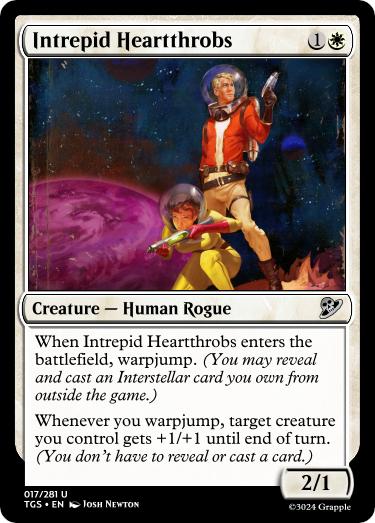 Intrepid Heartthrobs 1
Creature — Human Rogue
When Intrepid Heartthrobs enters the
battlefield, warpjump. (You may reveal
and cast an Interstellar card you own from
outside the game.)
Whenever you warpjump, target creature
you control gets +1/+1 until end of turn.
(You don't have to reveal or cast a card.)
2/1
017/281 U
TGS • EN Josh Newton
©3024 Grapple